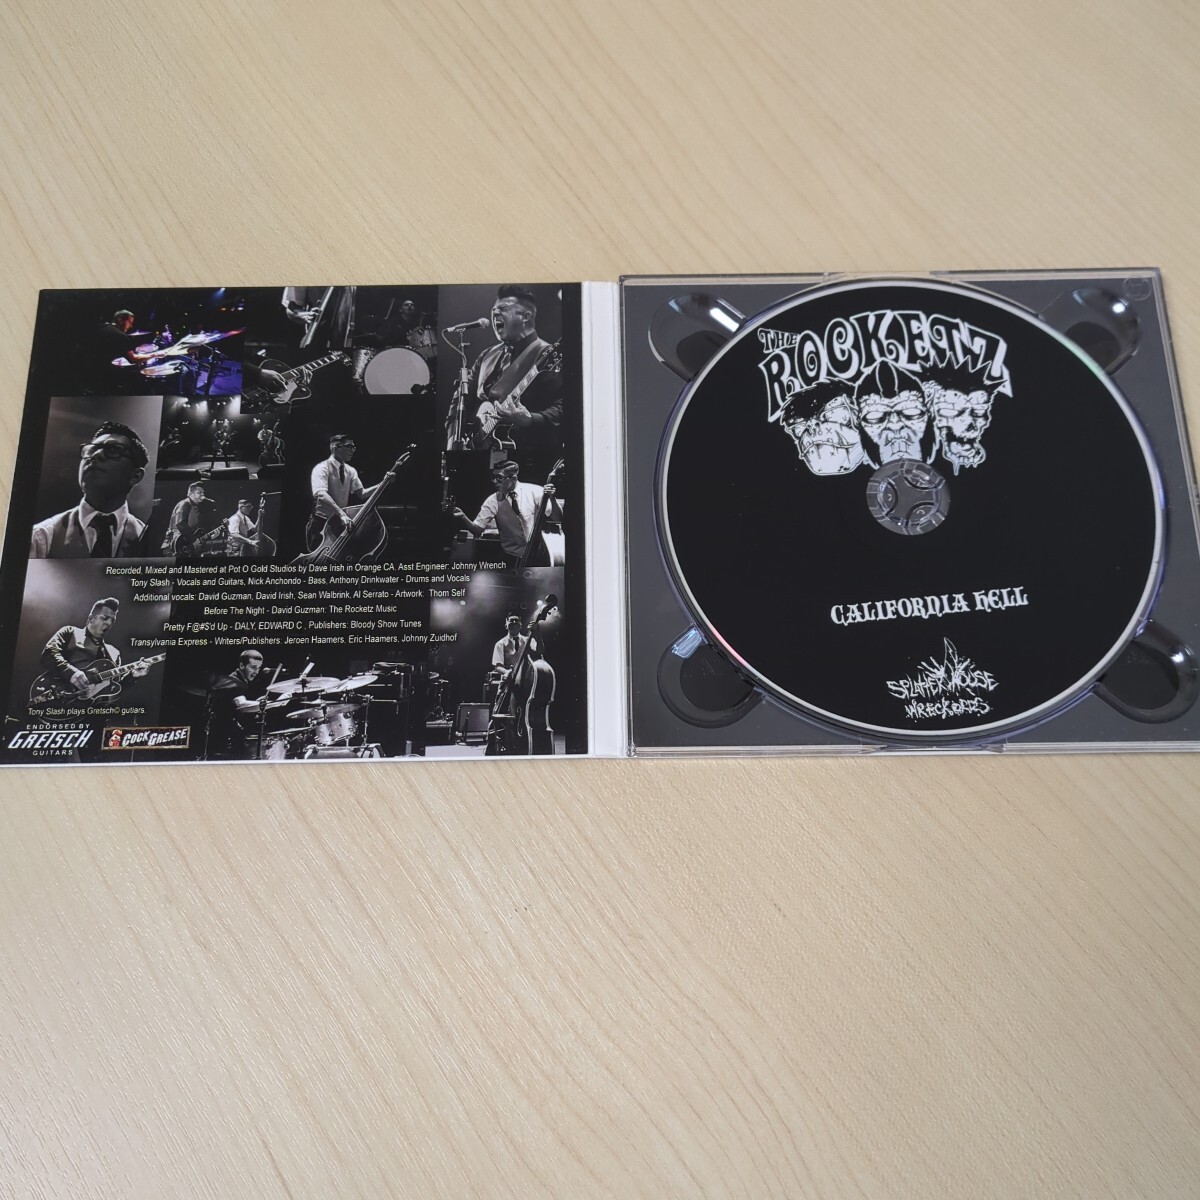 Recorded, Mixed and Mastered at Pot O Gold Studios by Dave Irish in Orange CA, Asst Engineer: Johnny Wrench
Tony Slash - Vocals and Guitars, Nick Anchondo - Bass, Anthony Drinkwater - Drums and Vocals
Additional vocals: David Guzman, David Irish, Sean Walbrink, Al Serrato - Artwork: Thom Self
Before The Night - David Guzman: The Rocketz Music
Pretty F@#$'d Up - DALY, EDWARD C , Publishers: Bloody Show Tunes
Transylvania Express - Writers/Publishers: Jeroen Haamers, Eric Haamers, Johnny Zuidhof
Tony Slash plays Gretsch© gutiars.
ENDORSED BY
GRETSCH
GUITARS
COCK GREASE
THE
ROCKETZ
CALIFORNIA HELL
SPLATTER HOUSE
WRECKORDS